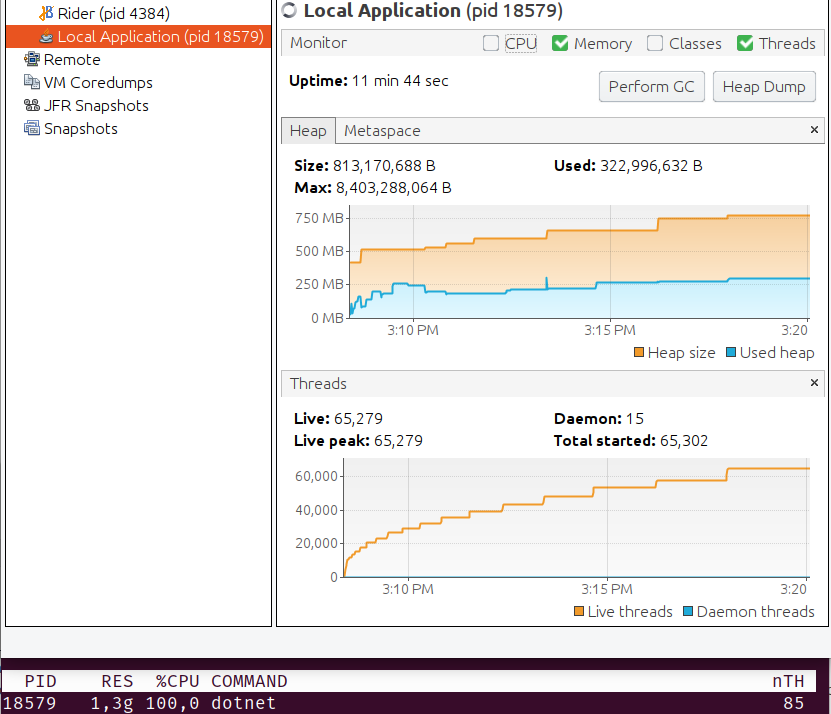 Rider (pid 4384)
Local Application (pid 18579)
Remote
VM Coredumps
JFR Snapshots
Snapshots
Local Application (pid 18579)
Monitor CPU Memory Classes Threads
Uptime: 11 min 44 sec
Perform GC Heap Dump
Heap Metaspace ×
Size: 813,170,688 B Used: 322,996,632 B
Max: 8,403,288,064 B
750 MB
500 MB
250 MB
0 MB
3:10 PM 3:15 PM 3:20
Heap size Used heap
Threads ×
Live: 65,279 Daemon: 15
Live peak: 65,279 Total started: 65,302
60,000
40,000
20,000
0
3:10 PM 3:15 PM 3:20
Live threads Daemon threads
PID RES %CPU COMMAND nTH
18579 1,3g 100,0 dotnet 85